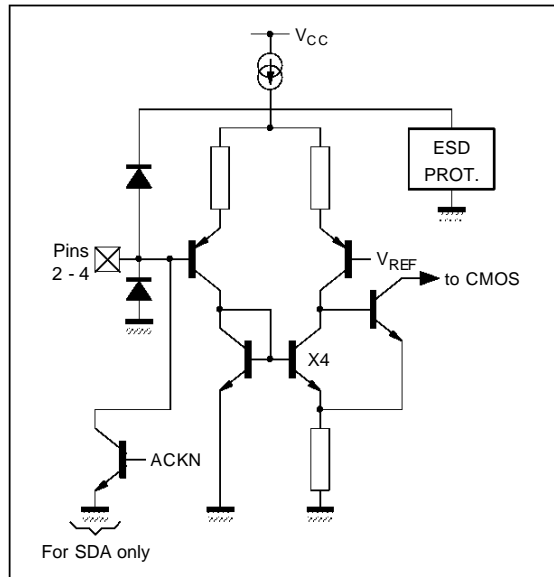 VCC
ESD
PROT.
Pins
2 - 4
VREF
to CMOS
X4
ACKN
For SDA only